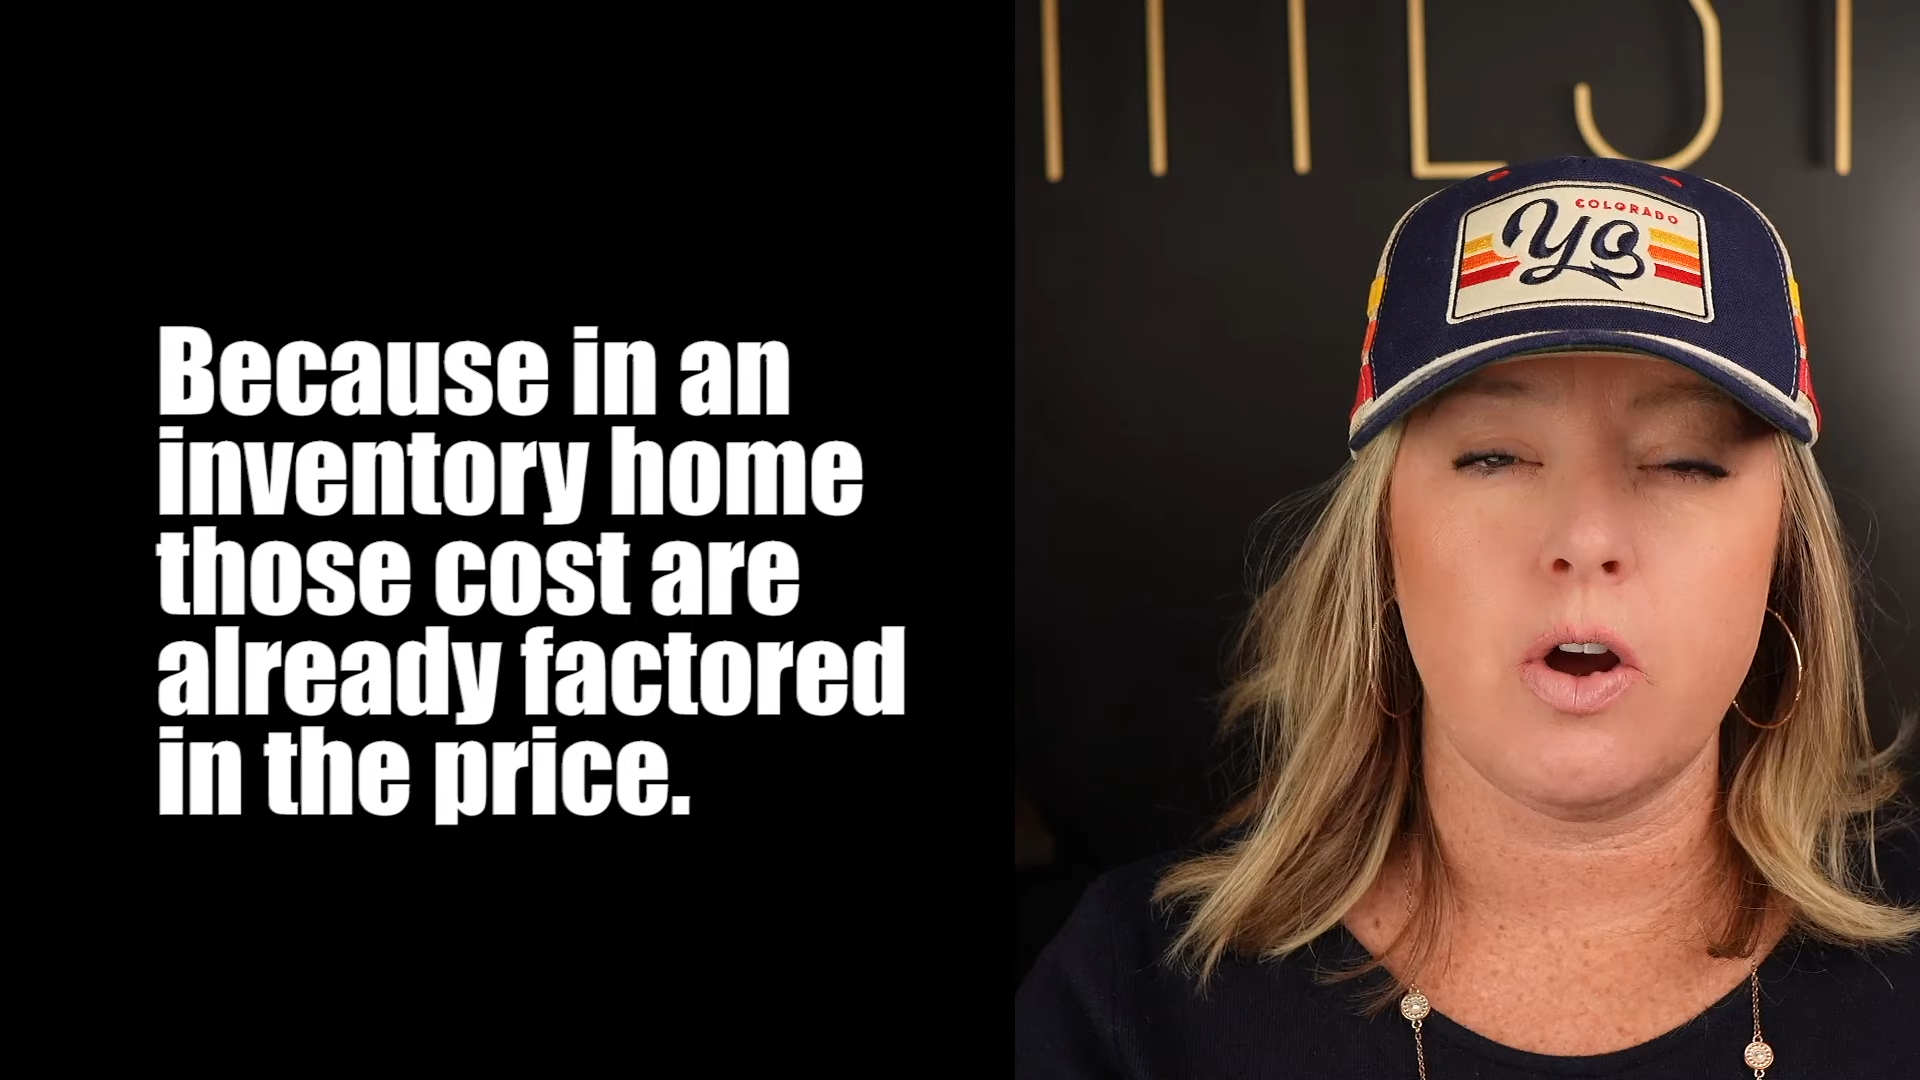 Because in an
inventory home
those cost are
already factored
in the price.
COLORADO
Yo